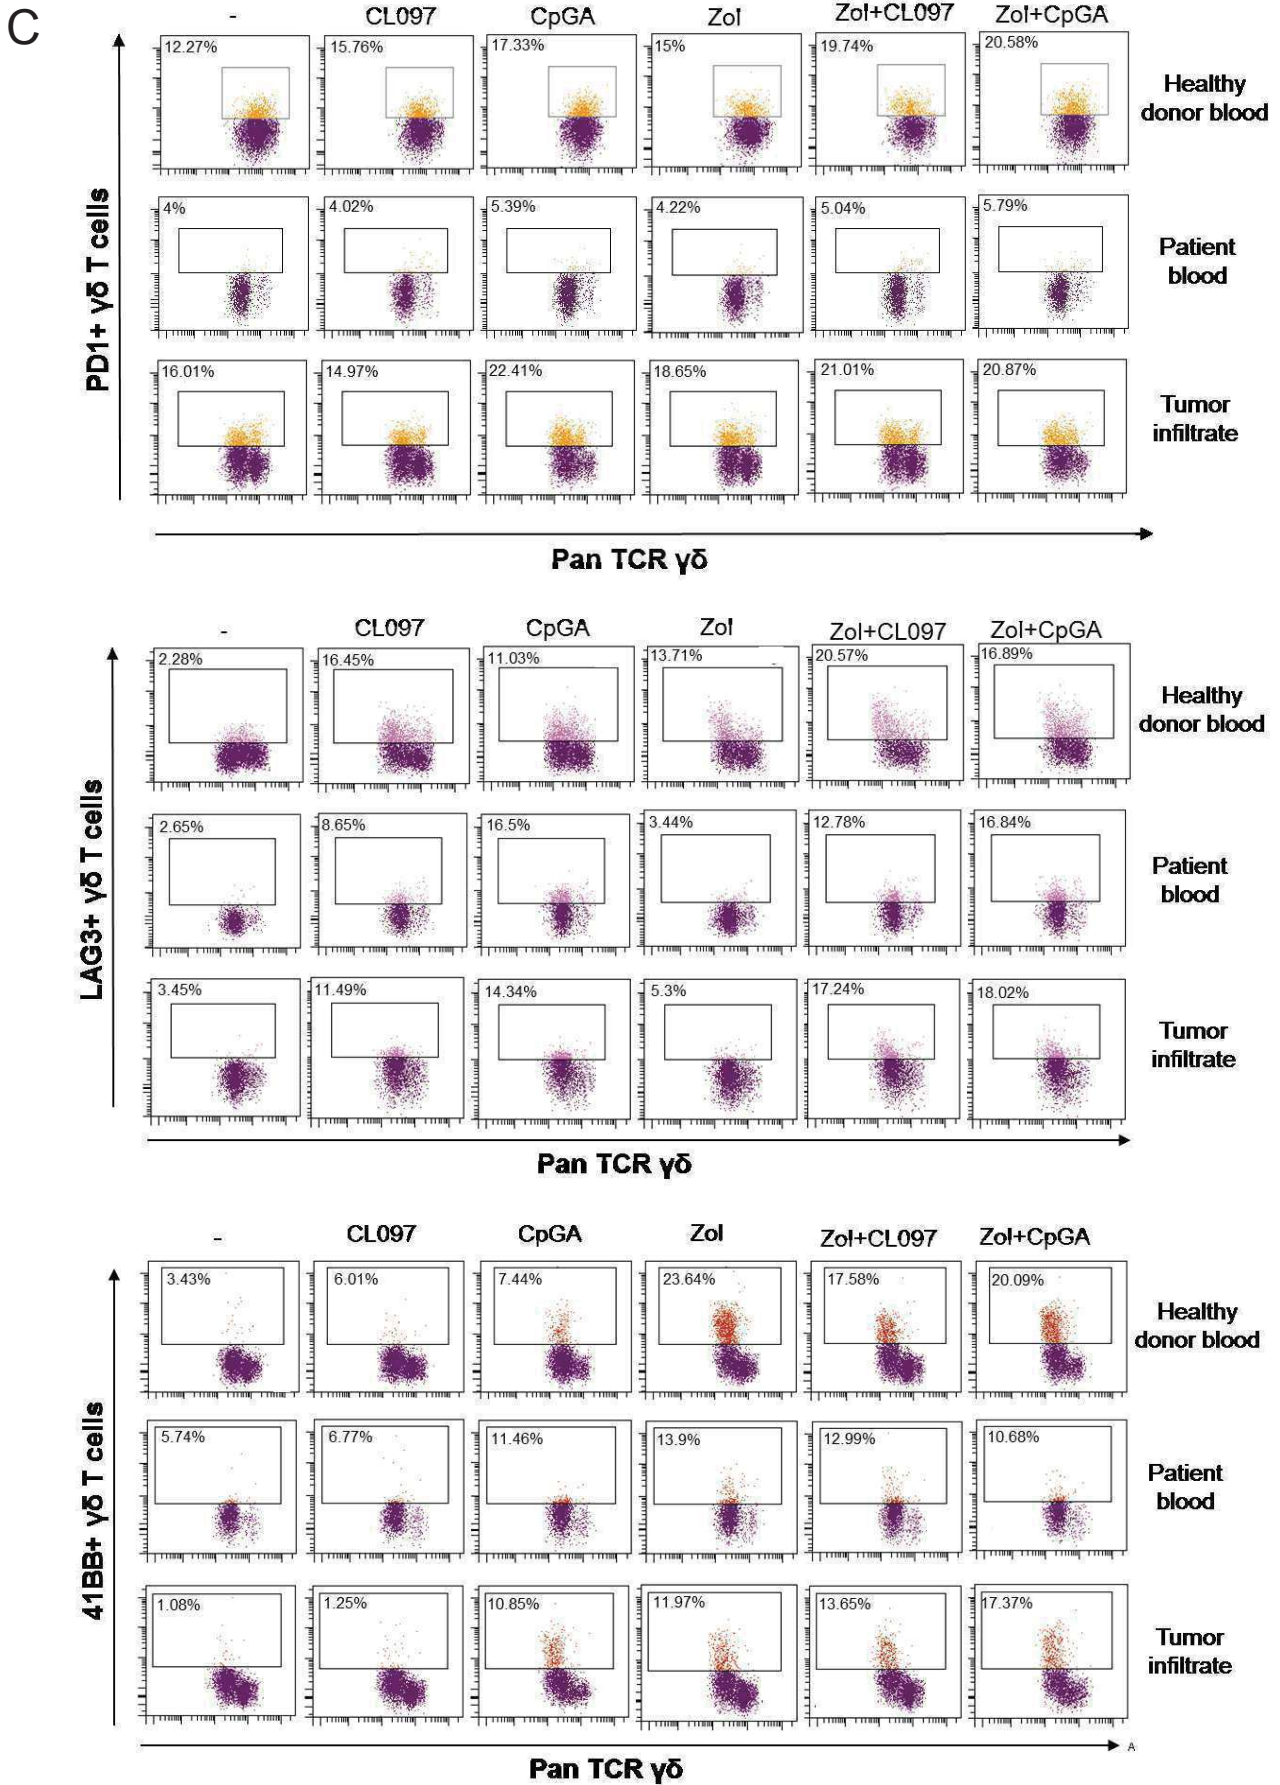 C
- CL097 CpGA Zol Zol+CL097 Zol+CpGA
12.27% 15.76% 17.33% 15% 19.74% 20.58%
Healthy
donor blood
4% 4.02% 5.39% 4.22% 5.04% 5.79%
Patient
blood
16.01% 14.97% 22.41% 18.65% 21.01% 20.87%
Tumor
infiltrate
PD1+ γδ T cells
Pan TCR γδ
- CL097 CpGA Zol Zol+CL097 Zol+CpGA
2.28% 16.45% 11.03% 13.71% 20.57% 16.89%
Healthy
donor blood
2.65% 8.65% 16.5% 3.44% 12.78% 16.84%
Patient
blood
3.45% 11.49% 14.34% 5.3% 17.24% 18.02%
Tumor
infiltrate
LAG3+ γδ T cells
Pan TCR γδ
- CL097 CpGA Zol Zol+CL097 Zol+CpGA
3.43% 6.01% 7.44% 23.64% 17.58% 20.09%
Healthy
donor blood
5.74% 6.77% 11.46% 13.9% 12.99% 10.68%
Patient
blood
1.08% 1.25% 10.85% 11.97% 13.65% 17.37%
Tumor
infiltrate
41BB+ γδ T cells
A
Pan TCR γδ